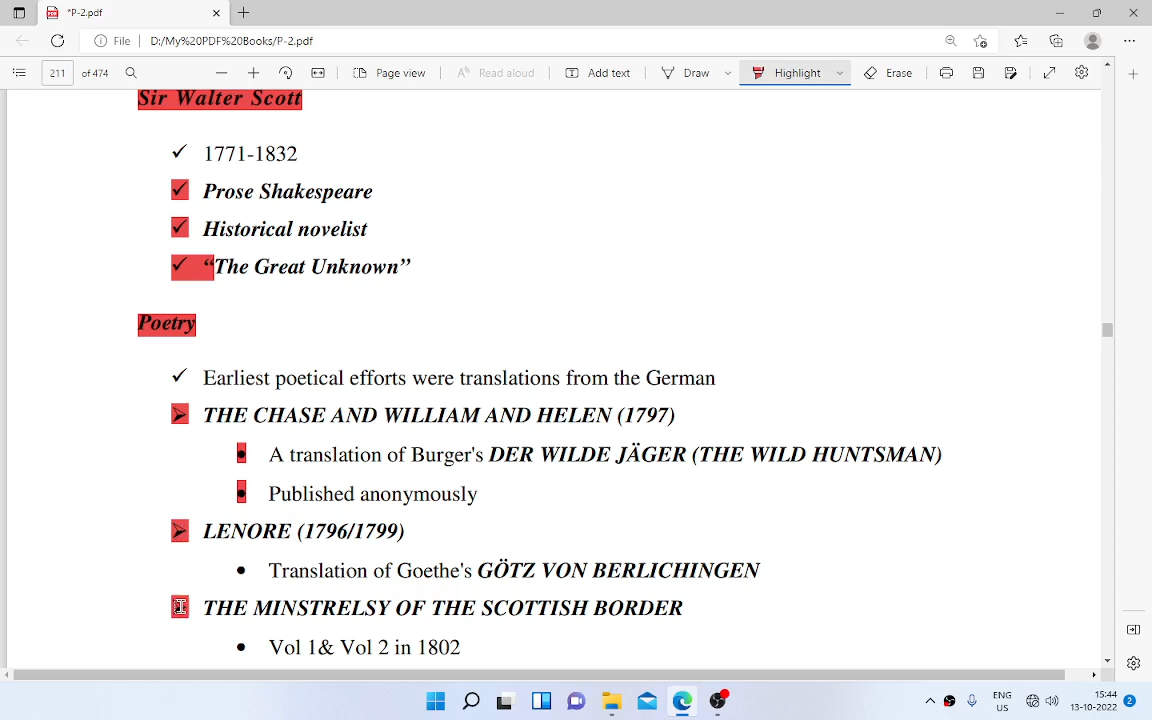 *P-2.pdf
File D:/My%20PDF%20Books/P-2.pdf
211 of 474 Page view Read aloud Add text Draw Highlight Erase
Sir Walter Scott
✓ 1771-1832
✓ Prose Shakespeare
✓ Historical novelist
✓ “The Great Unknown”
Poetry
✓ Earliest poetical efforts were translations from the German
➢ THE CHASE AND WILLIAM AND HELEN (1797)
• A translation of Burger's DER WILDE JÄGER (THE WILD HUNTSMAN)
• Published anonymously
➢ LENORE (1796/1799)
• Translation of Goethe's GÖTZ VON BERLICHINGEN
THE MINSTRELSY OF THE SCOTTISH BORDER
• Vol 1& Vol 2 in 1802
ENG
US
15:44
13-10-2022
2